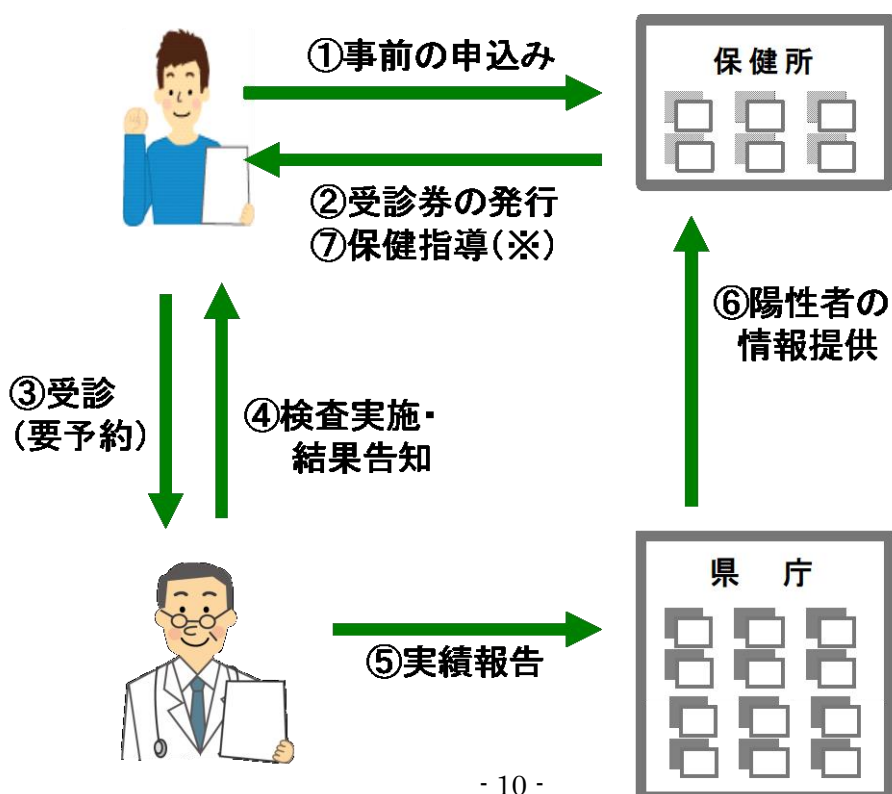 ①事前の申込み
保健所
②受診券の発行
⑦保健指導(※)
⑥陽性者の
情報提供
③受診
(要予約)
④検査実施・
結果告知
県 庁
⑤実績報告
- 10 -